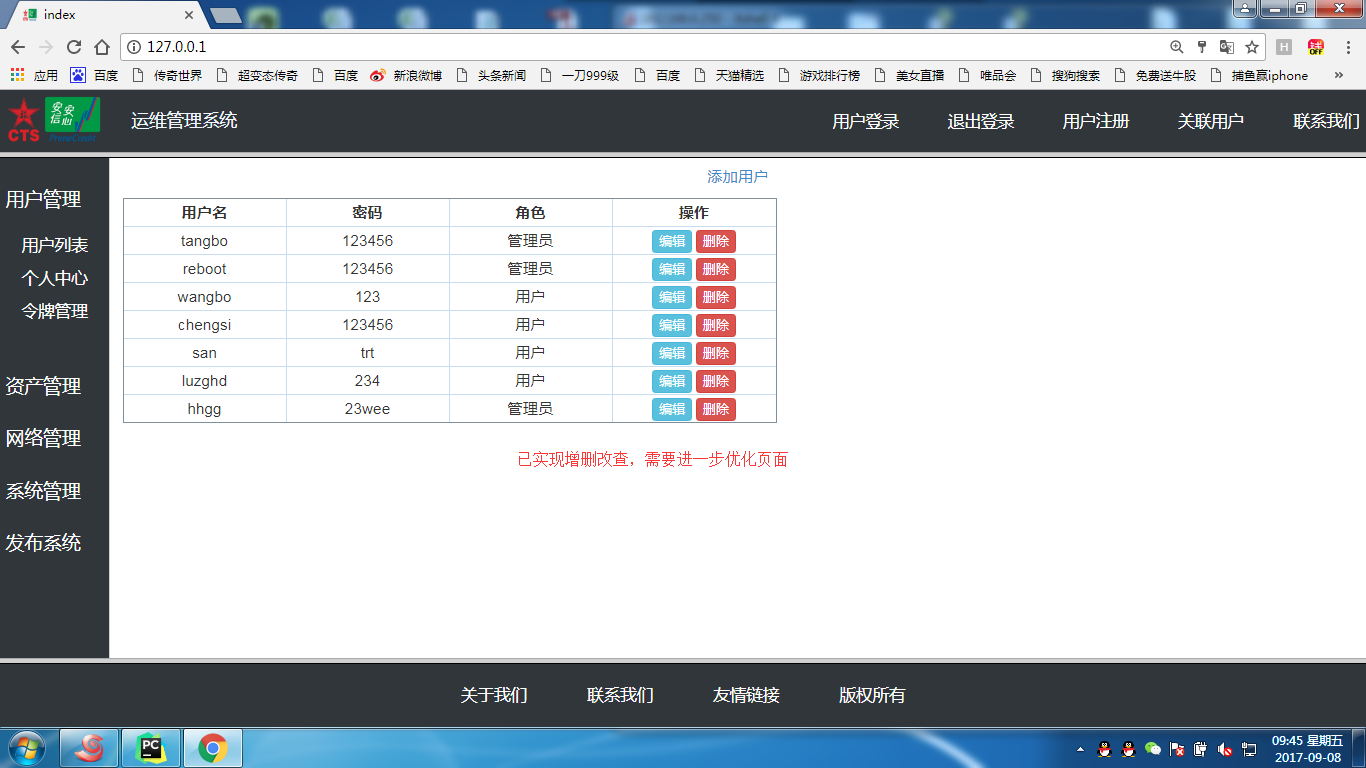 index
127.0.0.1
应用 百度 传奇世界 超变态传奇 百度 新浪微博 头条新闻 一刀999级 百度 天猫精选 游戏排行榜 美女直播 唯品会 搜狗搜索 免费送牛股 捕鱼赢iphone »
CTS 安信 安心 运维管理系统 用户登录 退出登录 用户注册 关联用户 联系我们
添加用户
用户管理
用户列表
个人中心
令牌管理
资产管理
网络管理
系统管理
发布系统
用户名 密码 角色 操作
tangbo 123456 管理员 编辑 删除
reboot 123456 管理员 编辑 删除
wangbo 123 用户 编辑 删除
chengsi 123456 用户 编辑 删除
san trt 用户 编辑 删除
luzghd 234 用户 编辑 删除
hhgg 23wee 管理员 编辑 删除
已实现增删改查，需要进一步优化页面
关于我们 联系我们 友情链接 版权所有
PC
09:45 星期五
2017-09-08